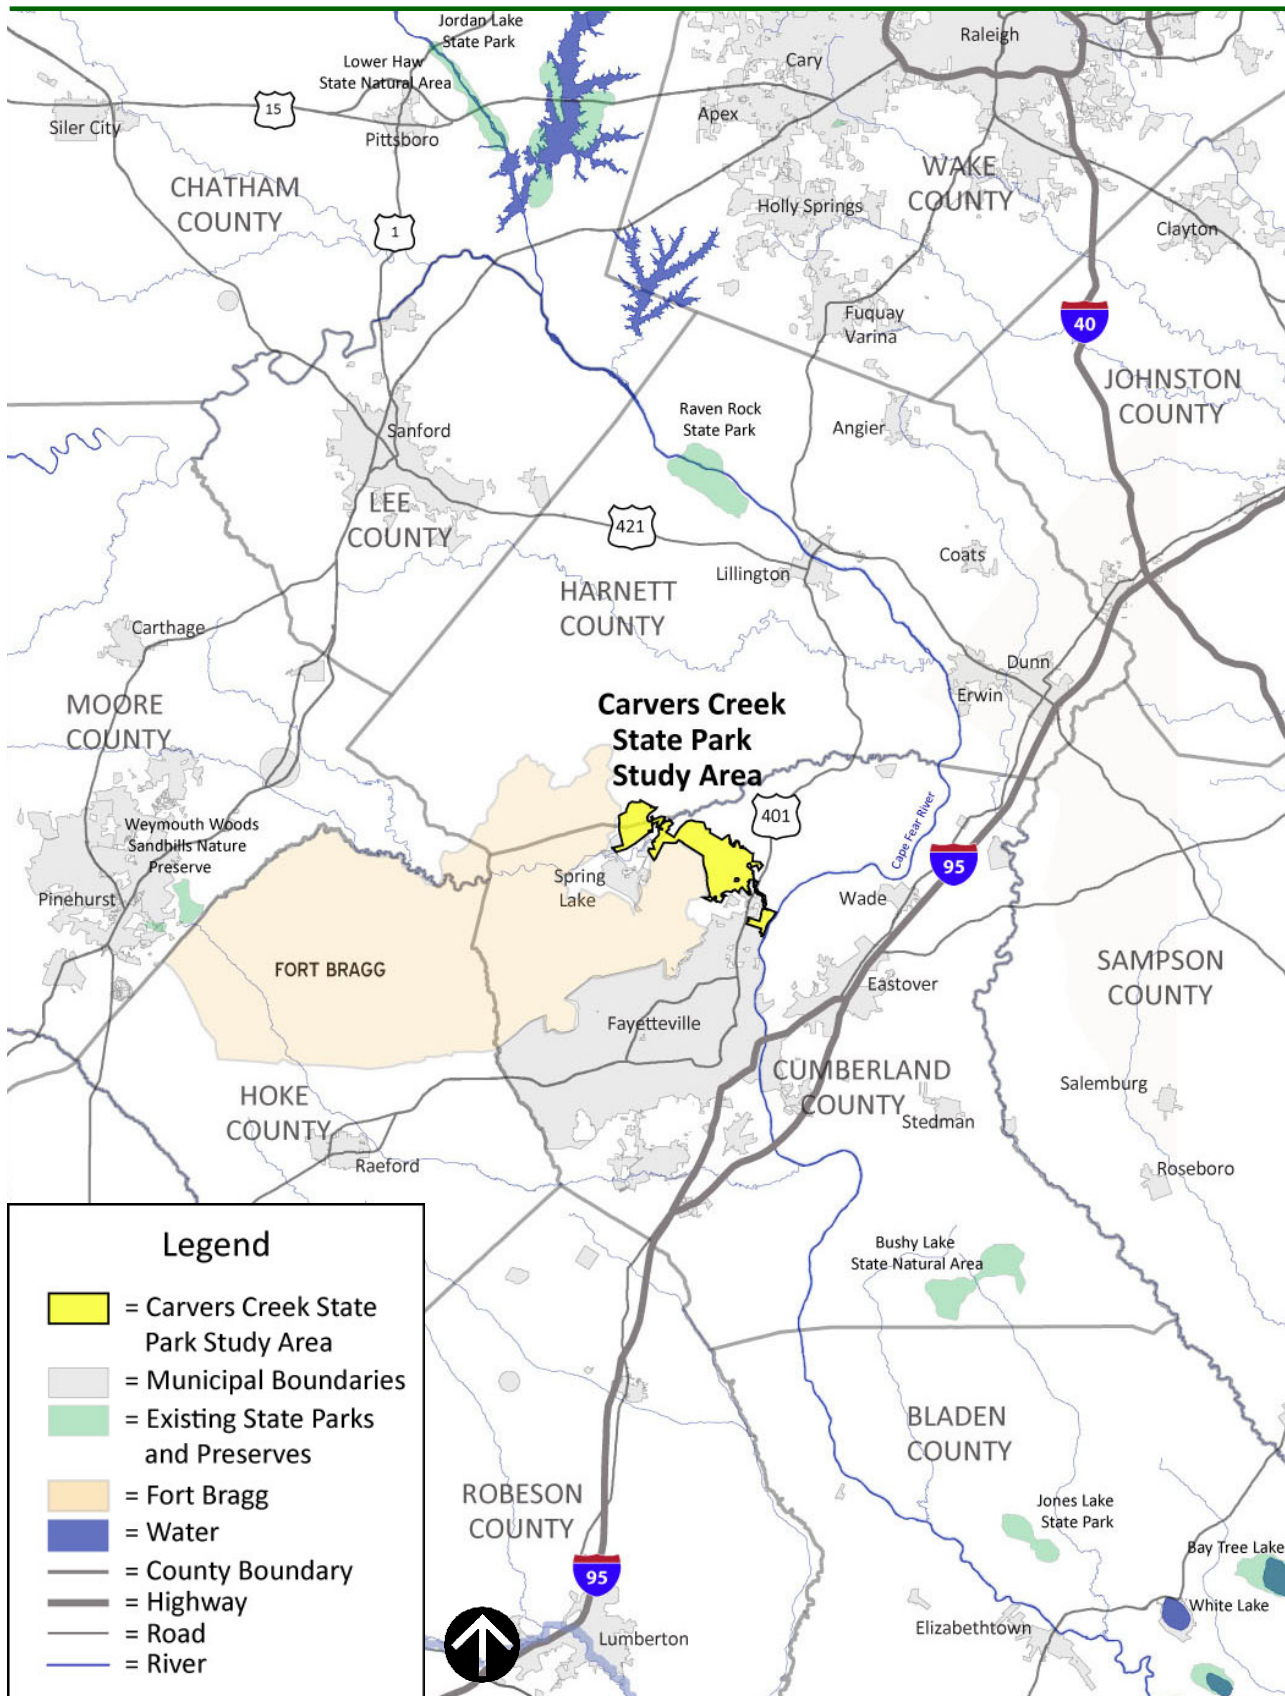 Jordan Lake
State Park
Raleigh
Lower Haw
State Natural Area
Cary
15
Siler City
Pittsboro
Apex
CHATHAM
COUNTY
WAKE
COUNTY
Holly Springs
Clayton
1
Fuquay
Varina
40
JOHNSTON
COUNTY
Raven Rock
State Park
Angier
Sanford
LEE
COUNTY
421
Coats
Lillington
HARNETT
COUNTY
Carthage
Dunn
Erwin
MOORE
COUNTY
Carvers Creek
State Park
Study Area
401
Cape Fear River
Weymouth Woods
Sandhills Nature
Preserve
95
Spring
Lake
Wade
Pinehurst
FORT BRAGG
SAMPSON
COUNTY
Eastover
Fayetteville
CUMBERLAND
COUNTY
HOKE
COUNTY
Salemburg
Stedman
Raeford
Roseboro
Bushy Lake
State Natural Area
Legend
= Carvers Creek State
Park Study Area
= Municipal Boundaries
= Existing State Parks
and Preserves
= Fort Bragg
= Water
= County Boundary
= Highway
= Road
= River
BLADEN
COUNTY
ROBESON
COUNTY
Jones Lake
State Park
Bay Tree Lake
95
White Lake
Elizabethtown
Lumberton